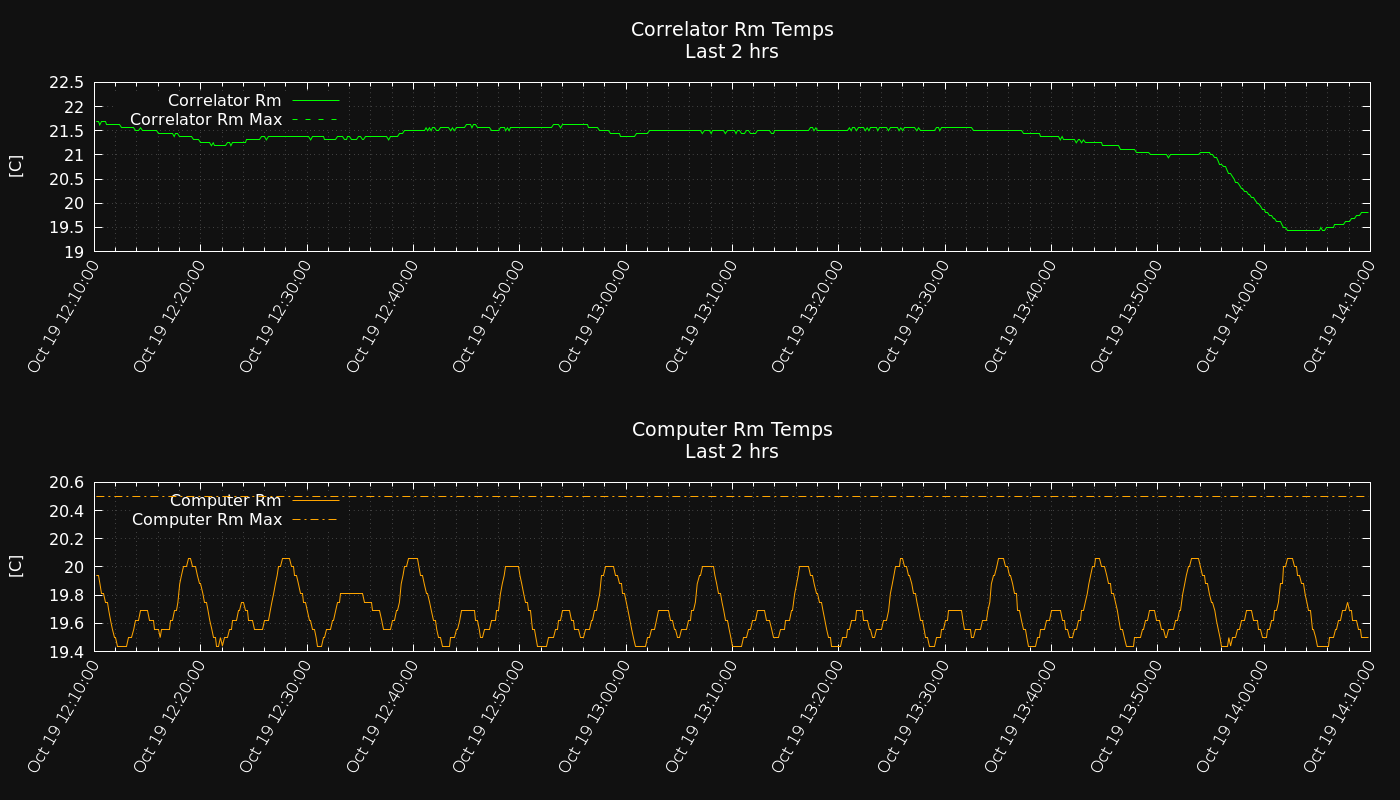 Correlator Rm Temps
Last 2 hrs
22.5
22
21.5
21
20.5
20
19.5
19
[C]
Correlator Rm
Correlator Rm Max
Oct 19 12:10:00
Oct 19 12:20:00
Oct 19 12:30:00
Oct 19 12:40:00
Oct 19 12:50:00
Oct 19 13:00:00
Oct 19 13:10:00
Oct 19 13:20:00
Oct 19 13:30:00
Oct 19 13:40:00
Oct 19 13:50:00
Oct 19 14:00:00
Oct 19 14:10:00
Computer Rm Temps
Last 2 hrs
20.6
20.4
20.2
20
19.8
19.6
19.4
[C]
Computer Rm
Computer Rm Max
Oct 19 12:10:00
Oct 19 12:20:00
Oct 19 12:30:00
Oct 19 12:40:00
Oct 19 12:50:00
Oct 19 13:00:00
Oct 19 13:10:00
Oct 19 13:20:00
Oct 19 13:30:00
Oct 19 13:40:00
Oct 19 13:50:00
Oct 19 14:00:00
Oct 19 14:10:00